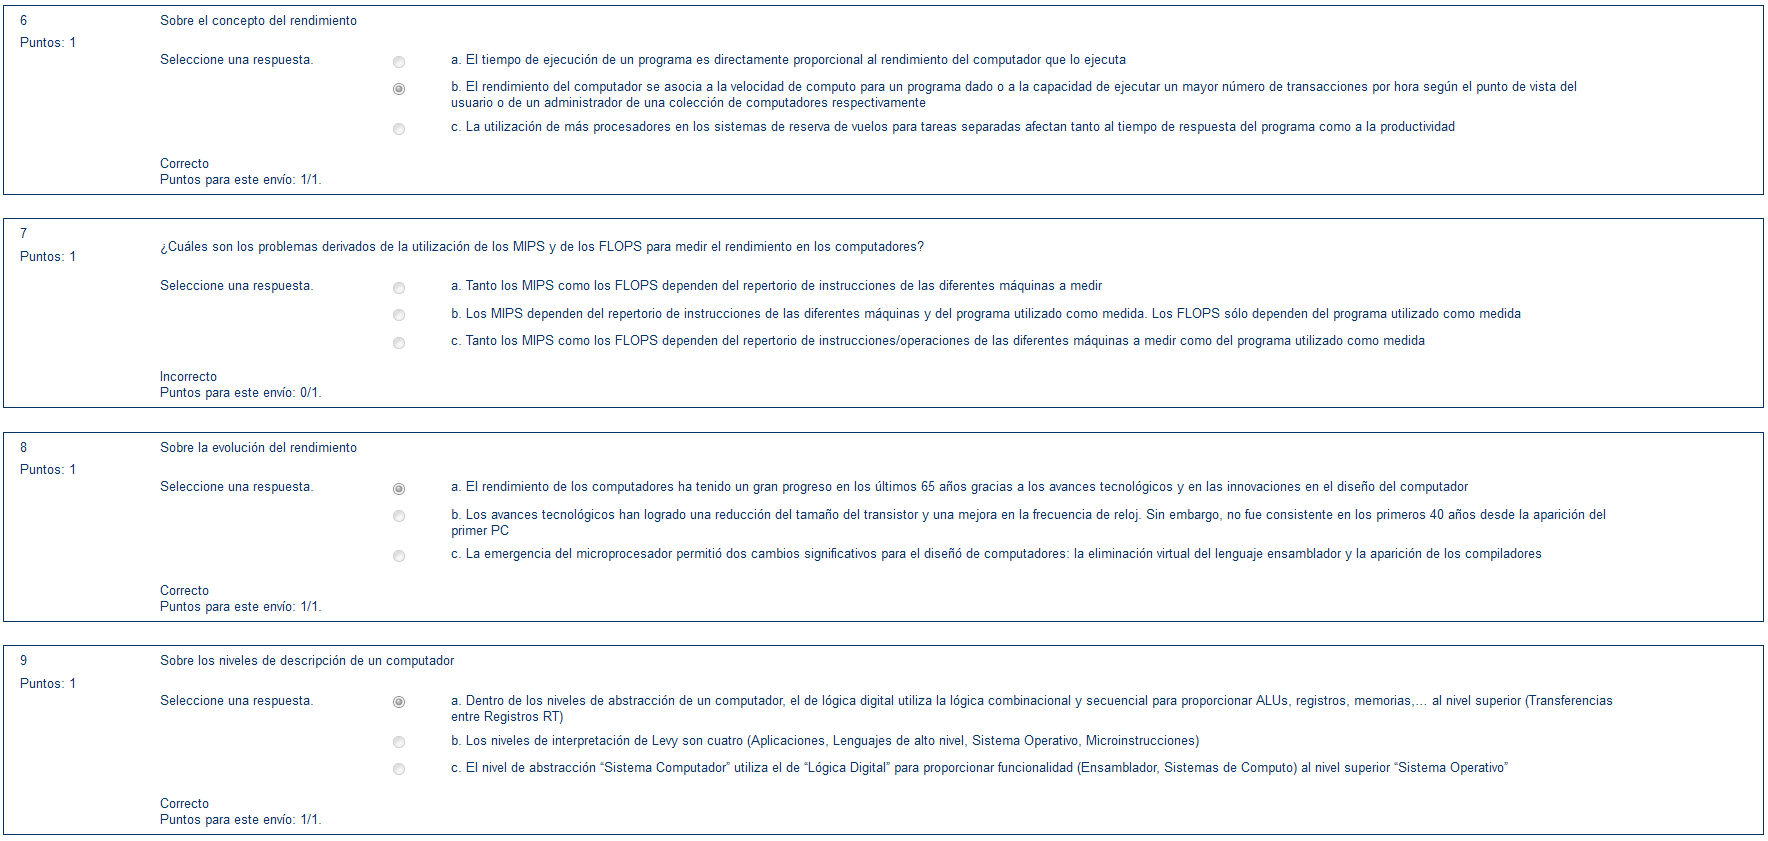 6
Sobre el concepto del rendimiento
Puntos: 1
Seleccione una respuesta.
a. El tiempo de ejecución de un programa es directamente proporcional al rendimiento del computador que lo ejecuta
b. El rendimiento del computador se asocia a la velocidad de computo para un programa dado o a la capacidad de ejecutar un mayor número de transacciones por hora según el punto de vista del
usuario o de un administrador de una colección de computadores respectivamente
c. La utilización de más procesadores en los sistemas de reserva de vuelos para tareas separadas afectan tanto al tiempo de respuesta del programa como a la productividad
Correcto
Puntos para este envío: 1/1.
7
¿Cuáles son los problemas derivados de la utilización de los MIPS y de los FLOPS para medir el rendimiento en los computadores?
Puntos: 1
Seleccione una respuesta.
a. Tanto los MIPS como los FLOPS dependen del repertorio de instrucciones de las diferentes máquinas a medir
b. Los MIPS dependen del repertorio de instrucciones de las diferentes máquinas y del programa utilizado como medida. Los FLOPS sólo dependen del programa utilizado como medida
c. Tanto los MIPS como los FLOPS dependen del repertorio de instrucciones/operaciones de las diferentes máquinas a medir como del programa utilizado como medida
Incorrecto
Puntos para este envío: 0/1.
8
Sobre la evolución del rendimiento
Puntos: 1
Seleccione una respuesta.
a. El rendimiento de los computadores ha tenido un gran progreso en los últimos 65 años gracias a los avances tecnológicos y en las innovaciones en el diseño del computador
b. Los avances tecnológicos han logrado una reducción del tamaño del transistor y una mejora en la frecuencia de reloj. Sin embargo, no fue consistente en los primeros 40 años desde la aparición del
primer PC
c. La emergencia del microprocesador permitió dos cambios significativos para el diseñó de computadores: la eliminación virtual del lenguaje ensamblador y la aparición de los compiladores
Correcto
Puntos para este envío: 1/1.
9
Sobre los niveles de descripción de un computador
Puntos: 1
Seleccione una respuesta.
a. Dentro de los niveles de abstracción de un computador, el de lógica digital utiliza la lógica combinacional y secuencial para proporcionar ALUs, registros, memorias,... al nivel superior (Transferencias
entre Registros RT)
b. Los niveles de interpretación de Levy son cuatro (Aplicaciones, Lenguajes de alto nivel, Sistema Operativo, Microinstrucciones)
c. El nivel de abstracción “Sistema Computador” utiliza el de “Lógica Digital” para proporcionar funcionalidad (Ensamblador, Sistemas de Computo) al nivel superior “Sistema Operativo”
Correcto
Puntos para este envío: 1/1.